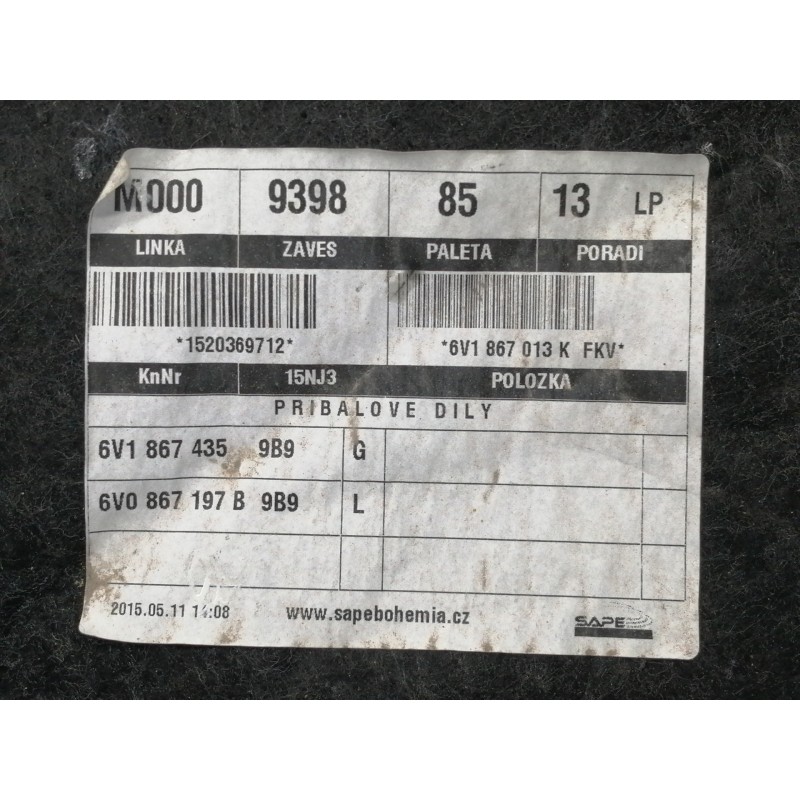 M000 9398 85 13 LP
LINKA ZAVES PALETA PORADI
*1520369712* *6V1 867 013 K FKV*
KnNr 15NJ3 POLOZKA
PRIBALOVE DILY
6V1 867 435 9B9 G
6V0 867 197 B 9B9 L
2015.05.11 14:08 www.sapebohemia.cz SAPE